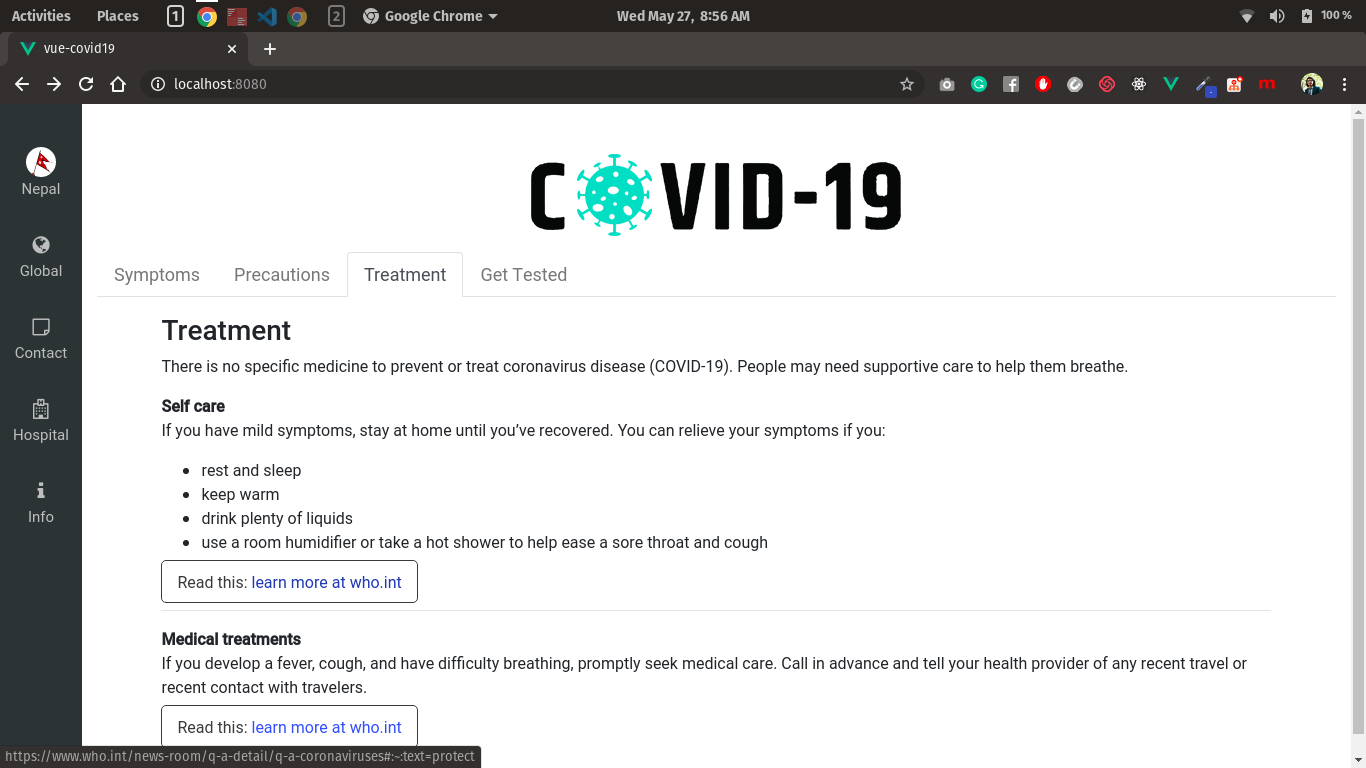 Activities Places 1 2 Google Chrome Wed May 27, 8:56 AM 100 %
vue-covid19
localhost:8080
COVID-19
Nepal
Global
Contact
Hospital
Info
Symptoms Precautions Treatment Get Tested
Treatment
There is no specific medicine to prevent or treat coronavirus disease (COVID-19). People may need supportive care to help them breathe.
Self care
If you have mild symptoms, stay at home until you’ve recovered. You can relieve your symptoms if you:
rest and sleep
keep warm
drink plenty of liquids
use a room humidifier or take a hot shower to help ease a sore throat and cough
Read this: learn more at who.int
Medical treatments
If you develop a fever, cough, and have difficulty breathing, promptly seek medical care. Call in advance and tell your health provider of any recent travel or
recent contact with travelers.
Read this: learn more at who.int
https://www.who.int/news-room/q-a-detail/q-a-coronaviruses#:~:text=protect